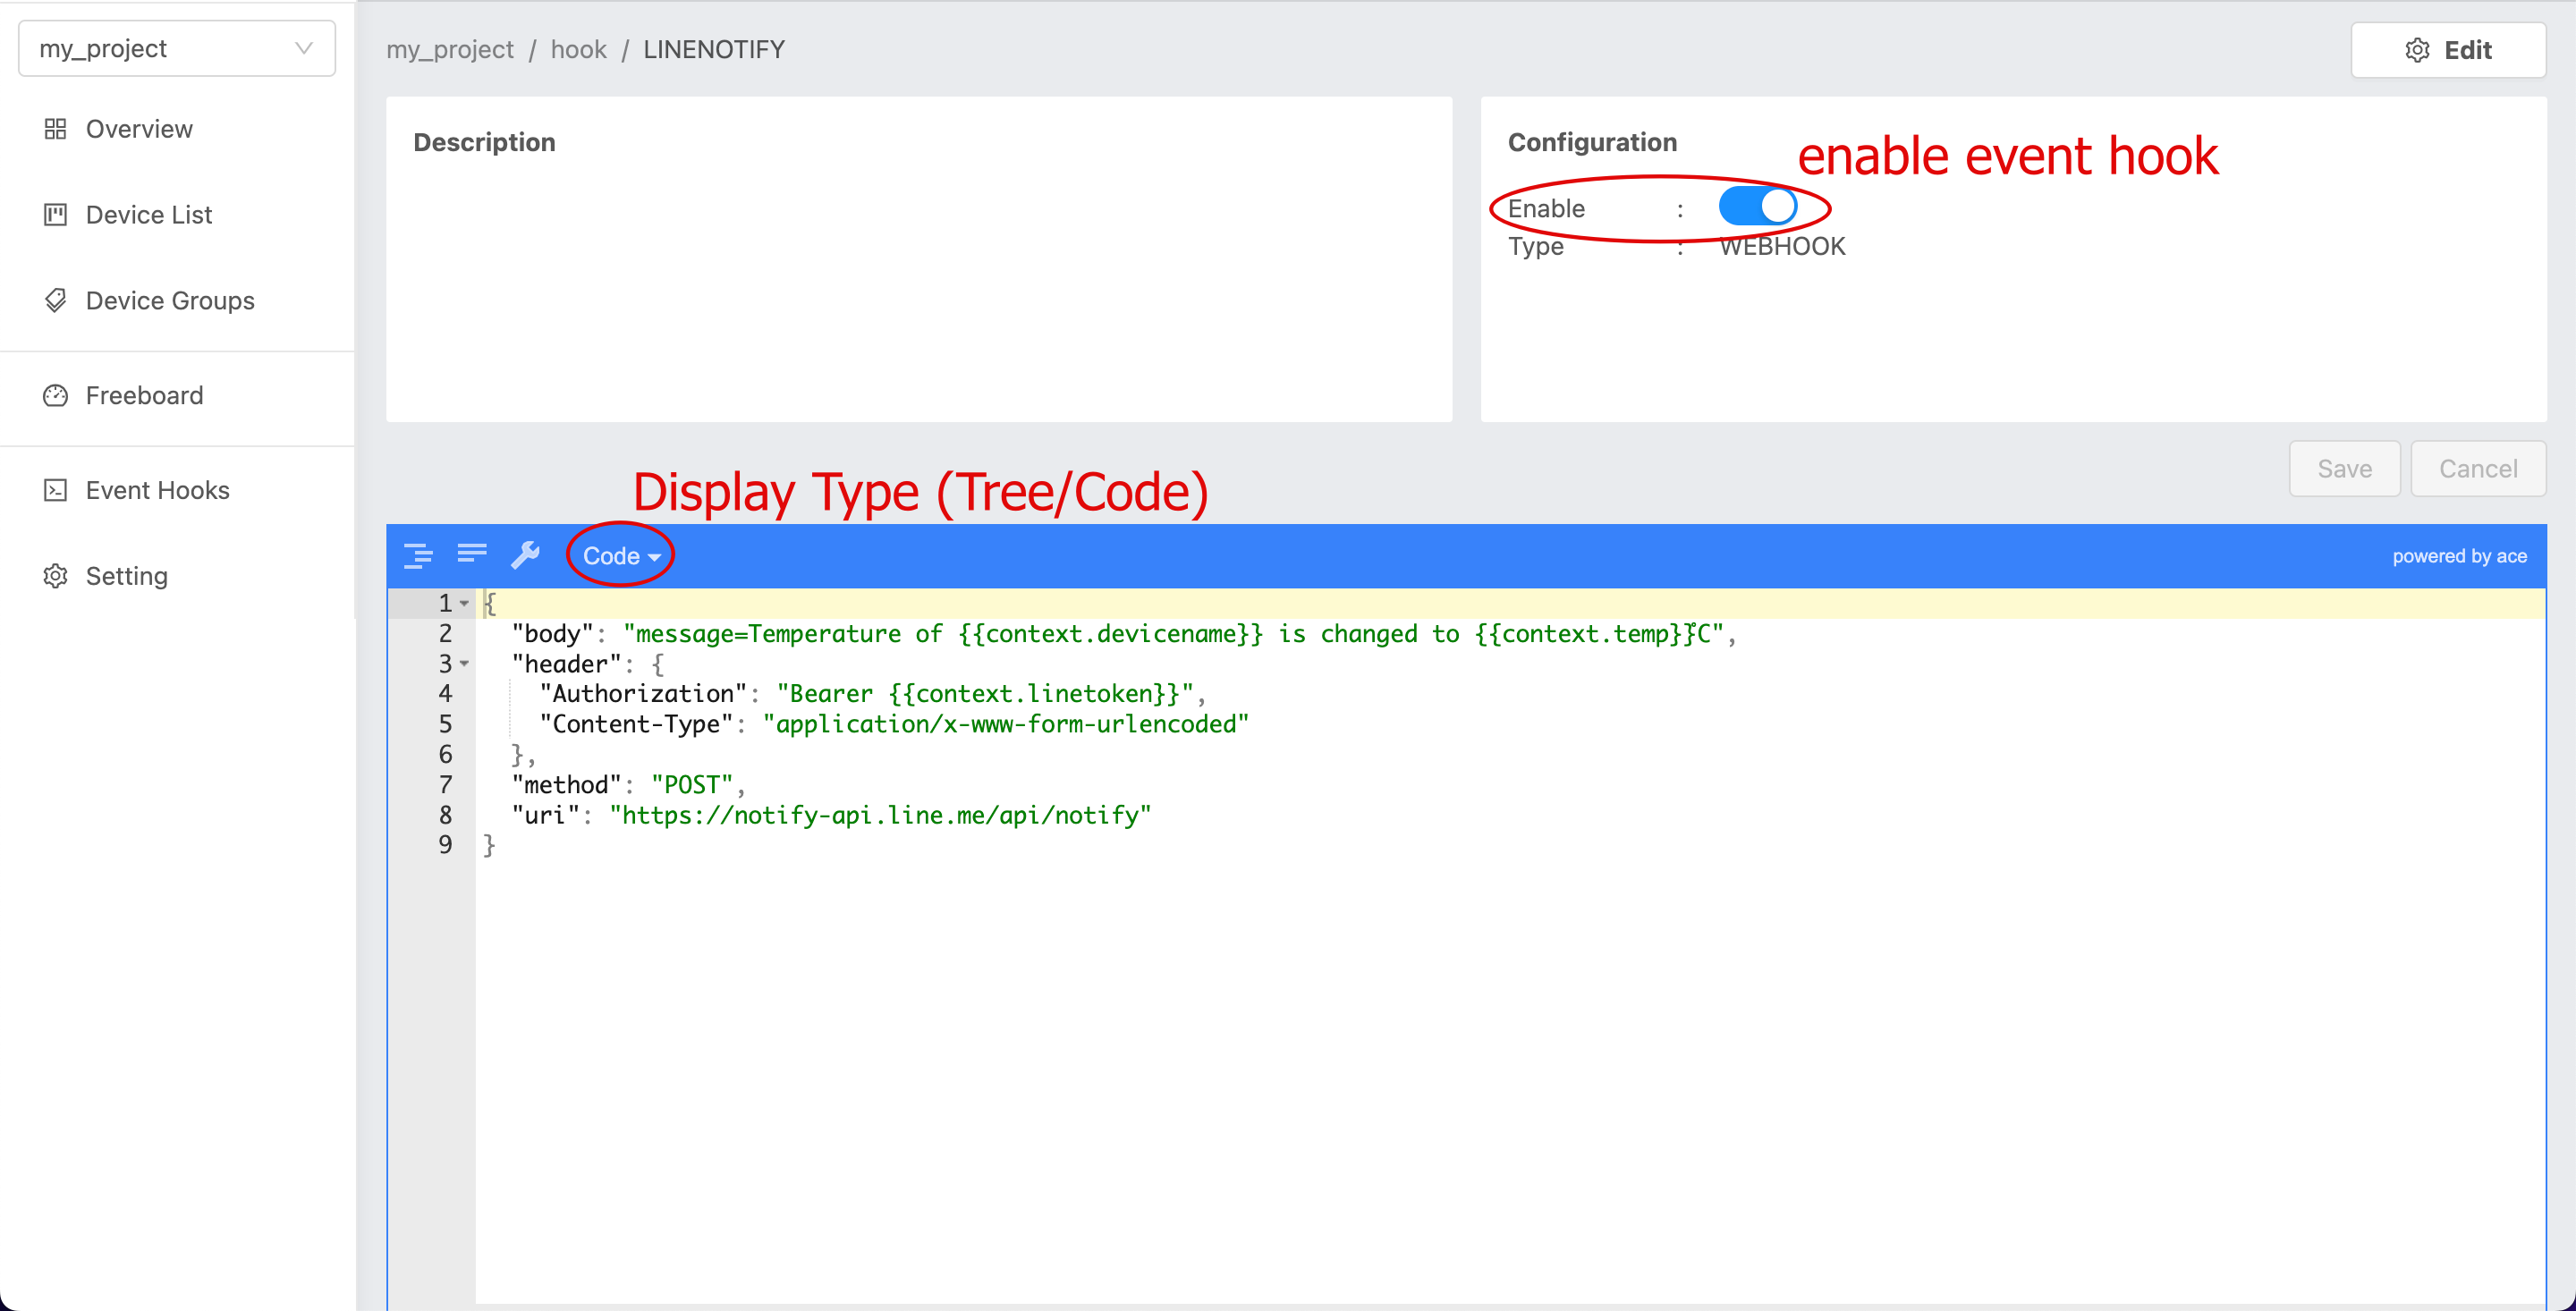 my_project
Overview
Device List
Device Groups
Freeboard
Event Hooks
Setting
my_project / hook / LINENOTIFY
Edit
Description
Configuration
enable event hook
Enable :
Type : WEBHOOK
Save Cancel
Display Type (Tree/Code)
Code
powered by ace
1 {
2 "body": "message=Temperature of {{context.devicename}} is changed to {{context.temp}}˚C",
3 "header": {
4 "Authorization": "Bearer {{context.linetoken}}",
5 "Content-Type": "application/x-www-form-urlencoded"
6 },
7 "method": "POST",
8 "uri": "https://notify-api.line.me/api/notify"
9 }